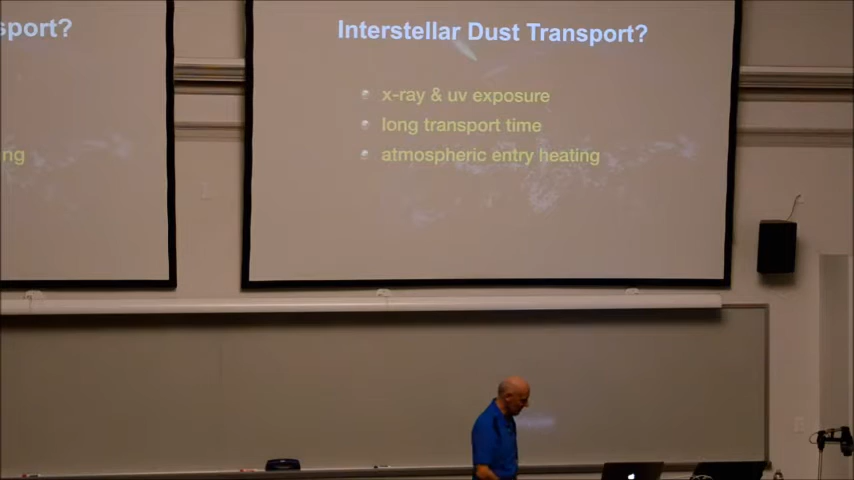 sport?
ng
Interstellar Dust Transport?
x-ray & uv exposure
long transport time
atmospheric entry heating